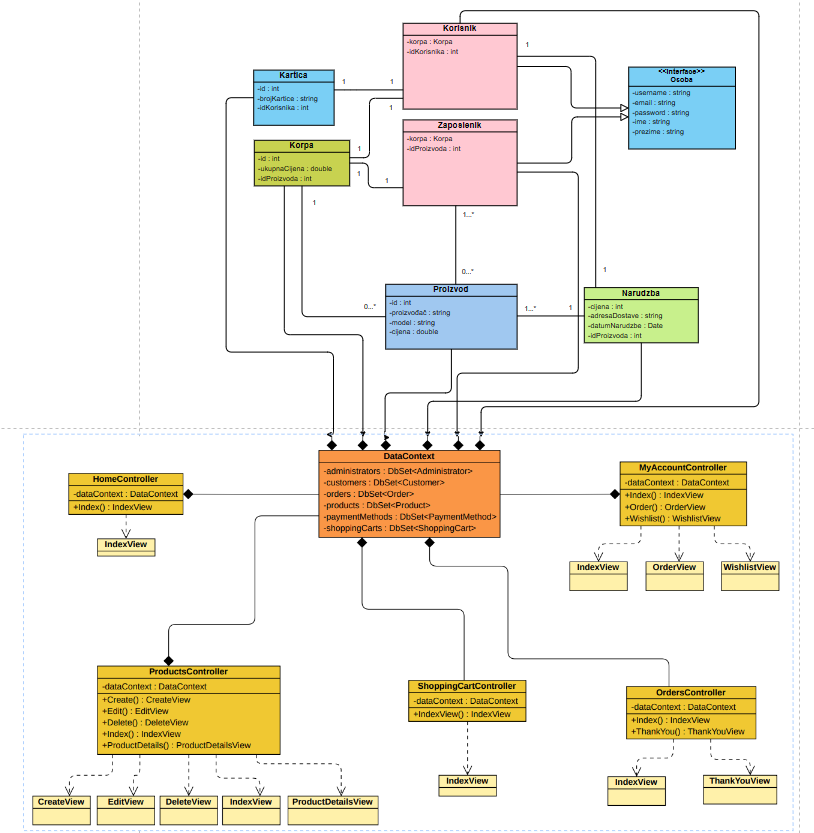 Korisnik
-korpa : Korpa
-idKorisnika : int
1
<<Interface>>
Osoba
-username : string
-email : string
-password : string
-ime : string
-prezime : string
Kartica
-id : int
-brojKartice : string
-idKorisnika : int
1
1
1
Zaposlenik
-korpa : Korpa
-idProizvoda : int
Korpa
-id : int
-ukupnaCijena : double
-idProizvoda : int
1
1
1
1
1...*
0...*
1
Proizvod
-id : int
-proizvođač : string
-model : string
-cijena : double
0...*
1...*
1
Narudzba
-cijena : int
-adresaDostave : string
-datumNarudzbe : Date
-idProizvoda : int
DataContext
-administrators : DbSet<Administrator>
-customers : DbSet<Customer>
-orders : DbSet<Order>
-products : DbSet<Product>
-paymentMethods : DbSet<PaymentMethod>
-shoppingCarts : DbSet<ShoppingCart>
HomeController
-dataContext : DataContext
+Index() : IndexView
IndexView
MyAccountController
-dataContext : DataContext
+Index() : IndexView
+Order() : OrderView
+Wishlist() : WishlistView
IndexView
OrderView
WishlistView
ProductsController
-dataContext : DataContext
+Create() : CreateView
+Edit() : EditView
+Delete() : DeleteView
+Index() : IndexView
+ProductDetails() : ProductDetailsView
CreateView
EditView
DeleteView
IndexView
ProductDetailsView
ShoppingCartController
-dataContext : DataContext
+IndexView() : IndexView
IndexView
OrdersController
-dataContext : DataContext
+Index() : IndexView
+ThankYou() : ThankYouView
IndexView
ThankYouView